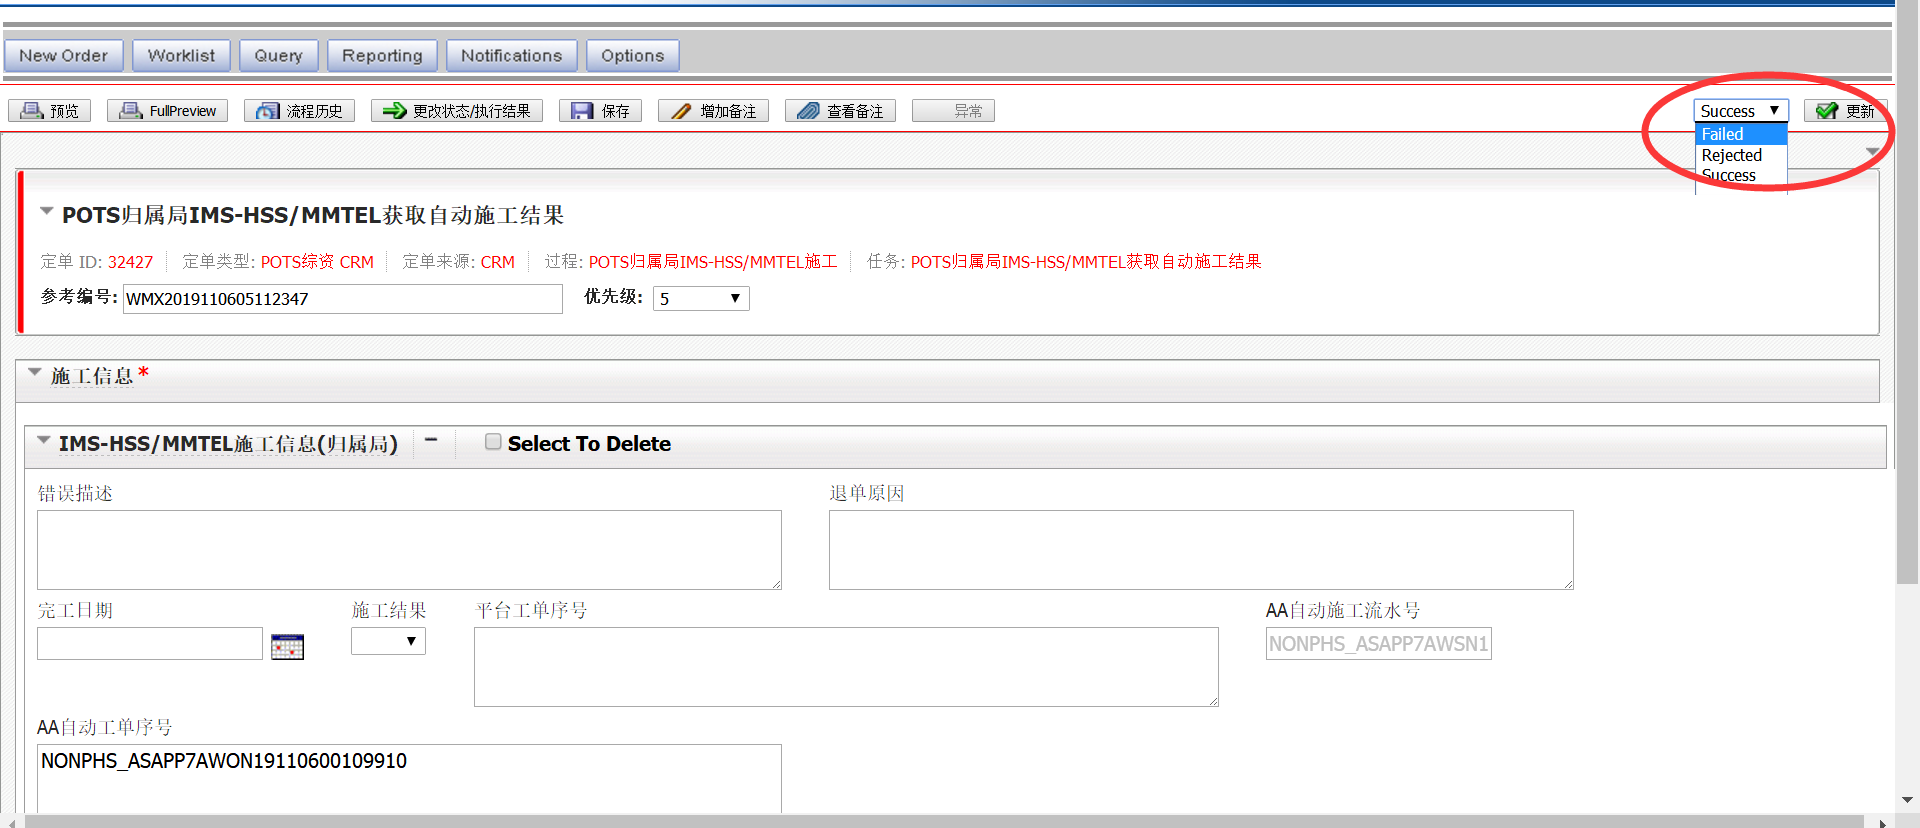 New Order Worklist Query Reporting Notifications Options
预览 FullPreview 流程历史 更改状态/执行结果 保存 增加备注 查看备注 异常 Success 更新
Failed
Rejected
Success
POTS归属局IMS-HSS/MMTEL获取自动施工结果
定单 ID: 32427 定单类型: POTS综资 CRM 定单来源: CRM 过程: POTS归属局IMS-HSS/MMTEL施工 任务: POTS归属局IMS-HSS/MMTEL获取自动施工结果
参考编号: WMX2019110605112347 优先级: 5
施工信息*
IMS-HSS/MMTEL施工信息(归属局) Select To Delete
错误描述 退单原因
完工日期 施工结果 平台工单序号 AA自动施工流水号
NONPHS_ASAPP7AWSN1
AA自动工单序号
NONPHS_ASAPP7AWON19110600109910